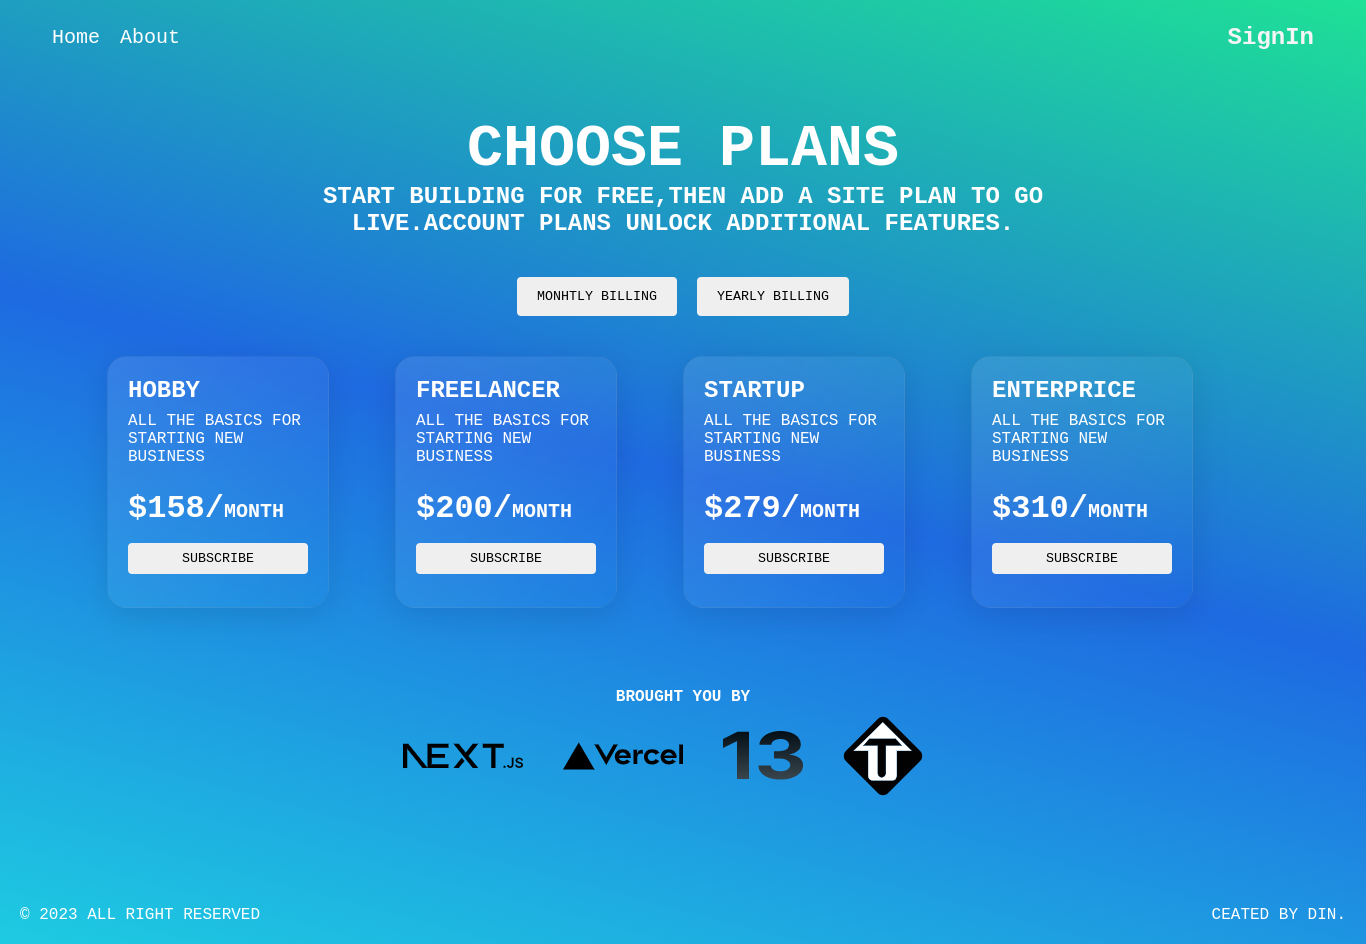 Home About SignIn
CHOOSE PLANS
START BUILDING FOR FREE,THEN ADD A SITE PLAN TO GO
LIVE.ACCOUNT PLANS UNLOCK ADDITIONAL FEATURES.
MONHTLY BILLING YEARLY BILLING
HOBBY
ALL THE BASICS FOR
STARTING NEW
BUSINESS
$158/MONTH
SUBSCRIBE
FREELANCER
ALL THE BASICS FOR
STARTING NEW
BUSINESS
$200/MONTH
SUBSCRIBE
STARTUP
ALL THE BASICS FOR
STARTING NEW
BUSINESS
$279/MONTH
SUBSCRIBE
ENTERPRICE
ALL THE BASICS FOR
STARTING NEW
BUSINESS
$310/MONTH
SUBSCRIBE
BROUGHT YOU BY
NEXT.JS Vercel 13 T
© 2023 ALL RIGHT RESERVED CEATED BY DIN.